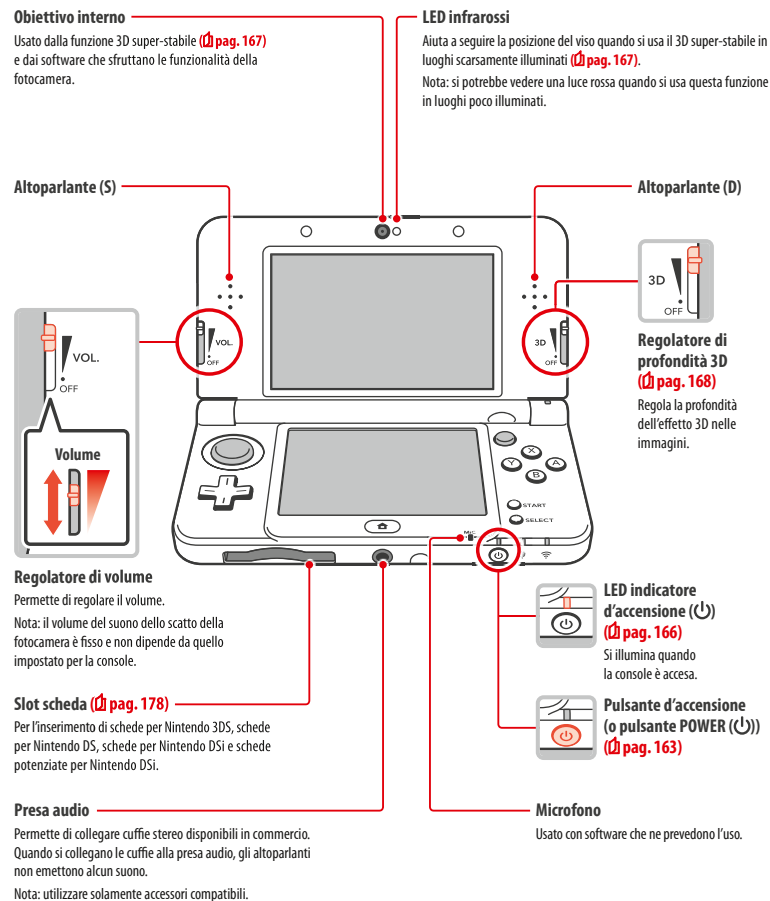 Obiettivo interno
Usato dalla funzione 3D super-stabile (pag. 167)
e dai software che sfruttano le funzionalità della
fotocamera.
LED infrarossi
Aiuta a seguire la posizione del viso quando si usa il 3D super-stabile in
luoghi scarsamente illuminati (pag. 167).
Nota: si potrebbe vedere una luce rossa quando si usa questa funzione
in luoghi poco illuminati.
Altoparlante (S)
Altoparlante (D)
VOL.
OFF
Volume
VOL.
OFF
3D
OFF
3D
OFF
Regolatore di
profondità 3D
(pag. 168)
Regola la profondità
dell'effetto 3D nelle
immagini.
X
Y
A
B
START
SELECT
MIC
Regolatore di volume
Permette di regolare il volume.
Nota: il volume del suono dello scatto della
fotocamera è fisso e non dipende da quello
impostato per la console.
LED indicatore
d'accensione (⏻)
(pag. 166)
Si illumina quando
la console è accesa.
Slot scheda (pag. 178)
Per l'inserimento di schede per Nintendo 3DS, schede
per Nintendo DS, schede per Nintendo DSi e schede
potenziate per Nintendo DSi.
Pulsante d'accensione
(o pulsante POWER (⏻))
(pag. 163)
Presa audio
Permette di collegare cuffie stereo disponibili in commercio.
Quando si collegano le cuffie alla presa audio, gli altoparlanti
non emettono alcun suono.
Nota: utilizzare solamente accessori compatibili.
Microfono
Usato con software che ne prevedono l'uso.